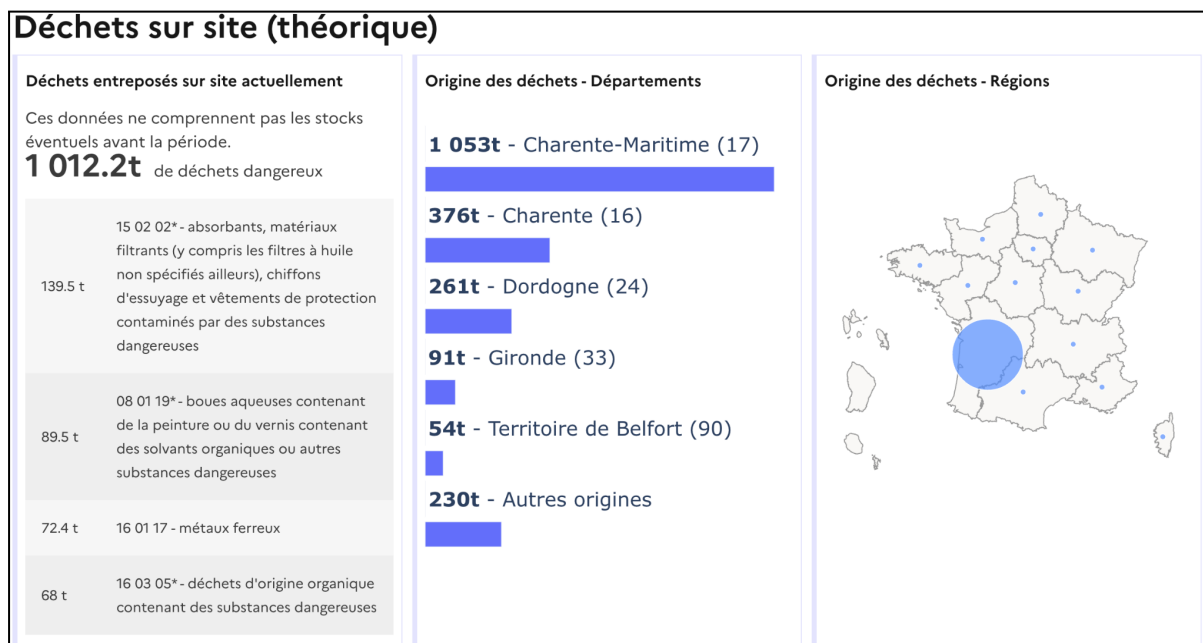 Déchets sur site (théorique)
Déchets entreposés sur site actuellement
Ces données ne comprennent pas les stocks
éventuels avant la période.
1 012.2t de déchets dangereux
139.5 t
15 02 02* - absorbants, matériaux
filtrants (y compris les filtres à huile
non spécifiés ailleurs), chiffons
d'essuyage et vêtements de protection
contaminés par des substances
dangereuses
89.5 t
08 01 19* - boues aqueuses contenant
de la peinture ou du vernis contenant
des solvants organiques ou autres
substances dangereuses
72.4 t
16 01 17 - métaux ferreux
68 t
16 03 05* - déchets d'origine organique
contenant des substances dangereuses
Origine des déchets - Départements
1 053t - Charente-Maritime (17)
376t - Charente (16)
261t - Dordogne (24)
91t - Gironde (33)
54t - Territoire de Belfort (90)
230t - Autres origines
Origine des déchets - Régions